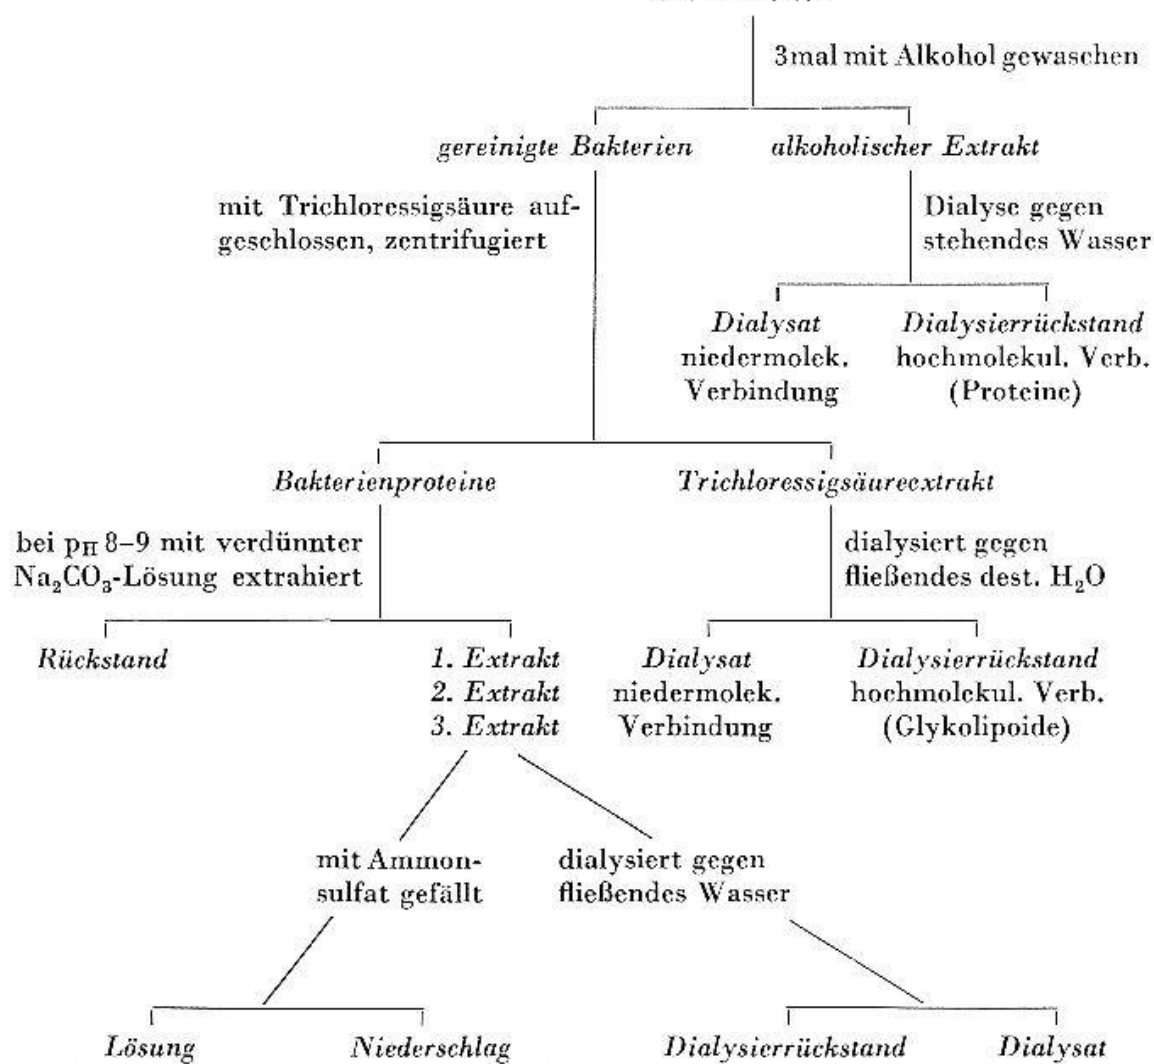 3mal mit Alkohol gewaschen
gereinigte Bakterien
alkoholischer Extrakt
mit Trichloressigsäure auf-
geschlossen, zentrifugiert
Dialyse gegen
stehendes Wasser
Dialysat
niedermolek.
Verbindung
Dialysierrückstand
hochmolekul. Verb.
(Proteine)
Bakterienproteine
Trichloressigsäureextrakt
bei pH 8–9 mit verdünnter
Na₂CO₃-Lösung extrahiert
dialysiert gegen
fließendes dest. H₂O
Rückstand
1. Extrakt
2. Extrakt
3. Extrakt
Dialysat
niedermolek.
Verbindung
Dialysierrückstand
hochmolekul. Verb.
(Glykolipoide)
mit Ammon-
sulfat gefällt
dialysiert gegen
fließendes Wasser
Lösung
Niederschlag
Dialysierrückstand
Dialysat